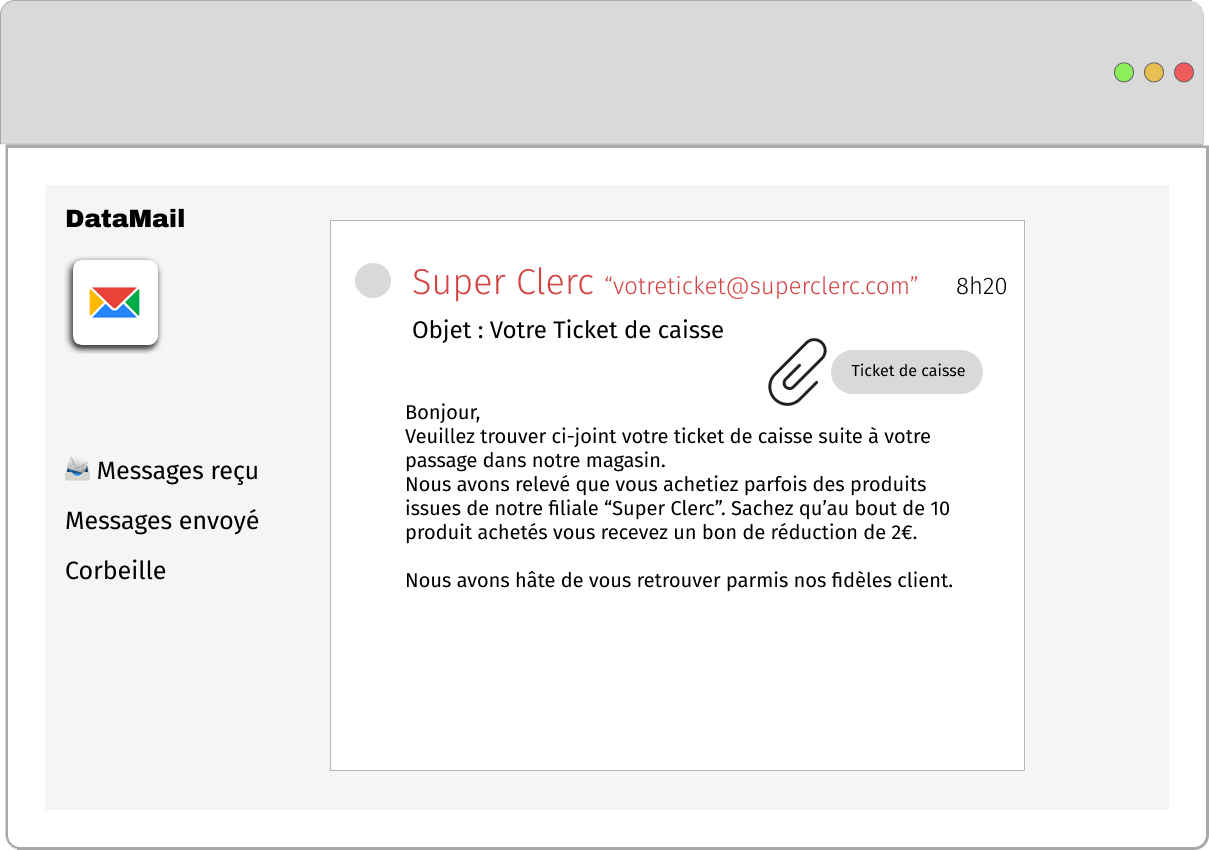 DataMail
Super Clerc “votreticket@superclerc.com” 8h20
Objet : Votre Ticket de caisse
Ticket de caisse
Bonjour,
Veuillez trouver ci-joint votre ticket de caisse suite à votre
passage dans notre magasin.
Nous avons relevé que vous achetiez parfois des produits
issues de notre filiale “Super Clerc”. Sachez qu’au bout de 10
produit achetés vous recevez un bon de réduction de 2€.
Nous avons hâte de vous retrouver parmis nos fidèles client.
Messages reçu
Messages envoyé
Corbeille